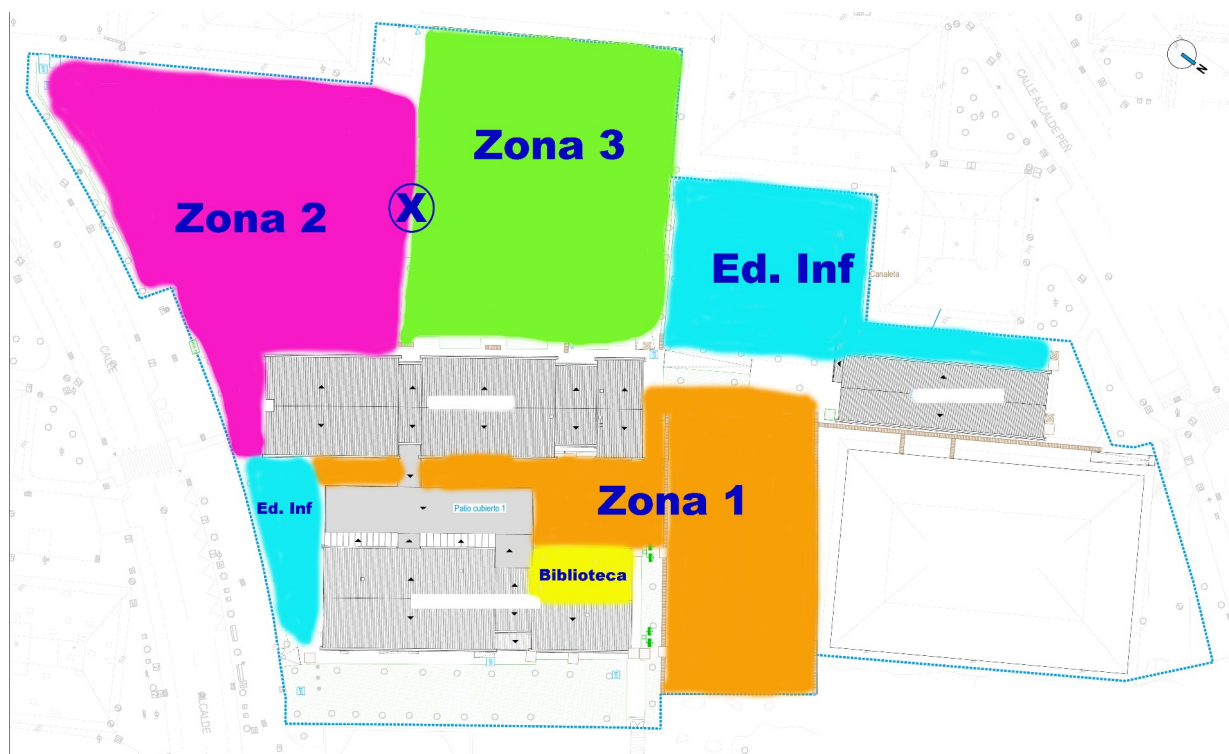 N
CALLE ALCALDE PEÑ
Zona 3
Zona 2
X
Ed. Inf
Canaleta
CALLE
Zona 1
Ed. Inf
Patio cubierto 1
Biblioteca
ALCALDE